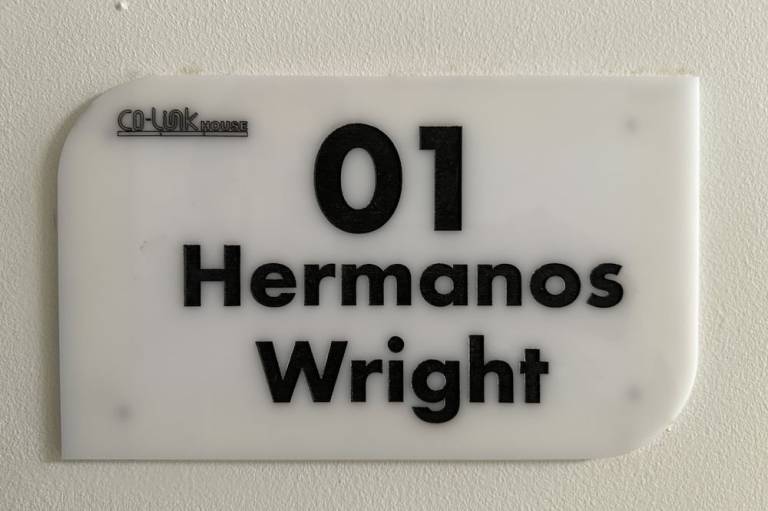 CO-LINK HOUSE
01
Hermanos
Wright